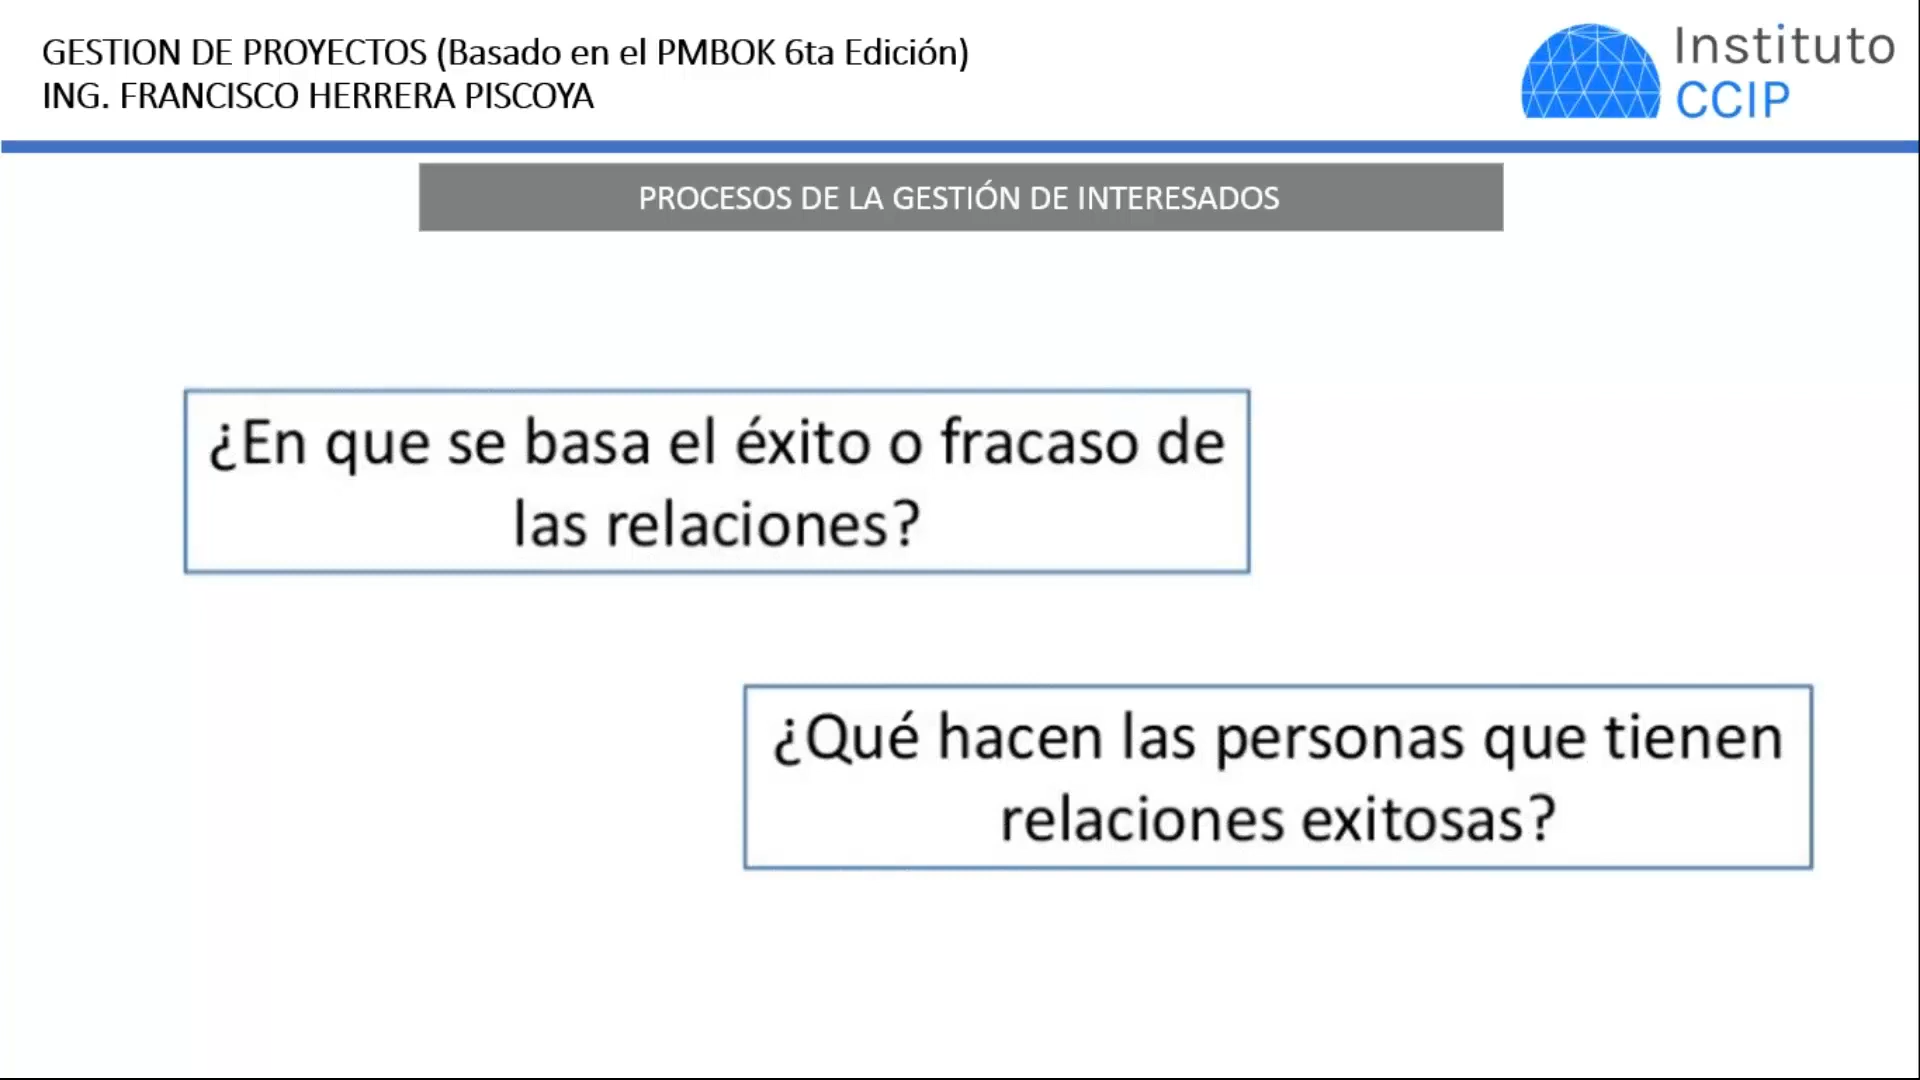 GESTION DE PROYECTOS (Basado en el PMBOK 6ta Edición)
ING. FRANCISCO HERRERA PISCOYA
Instituto
CCIP
PROCESOS DE LA GESTIÓN DE INTERESADOS
¿En que se basa el éxito o fracaso de
las relaciones?
¿Qué hacen las personas que tienen
relaciones exitosas?